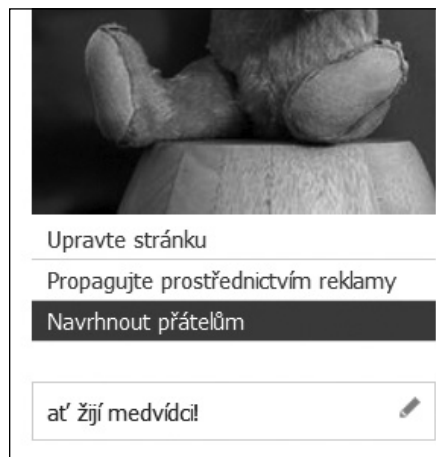 Upravte stránku
Propagujte prostřednictvím reklamy
Navrhnout přátelům
ať žijí medvídci!